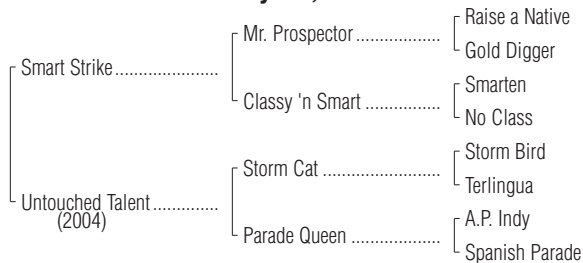 Raise a Native
Mr. Prospector ..................
Gold Digger
Smart Strike......................
Smarten
Classy 'n Smart ................
No Class
Storm Bird
Storm Cat .........................
Terlingua
Untouched Talent..............
(2004)
A.P. Indy
Parade Queen ...................
Spanish Parade